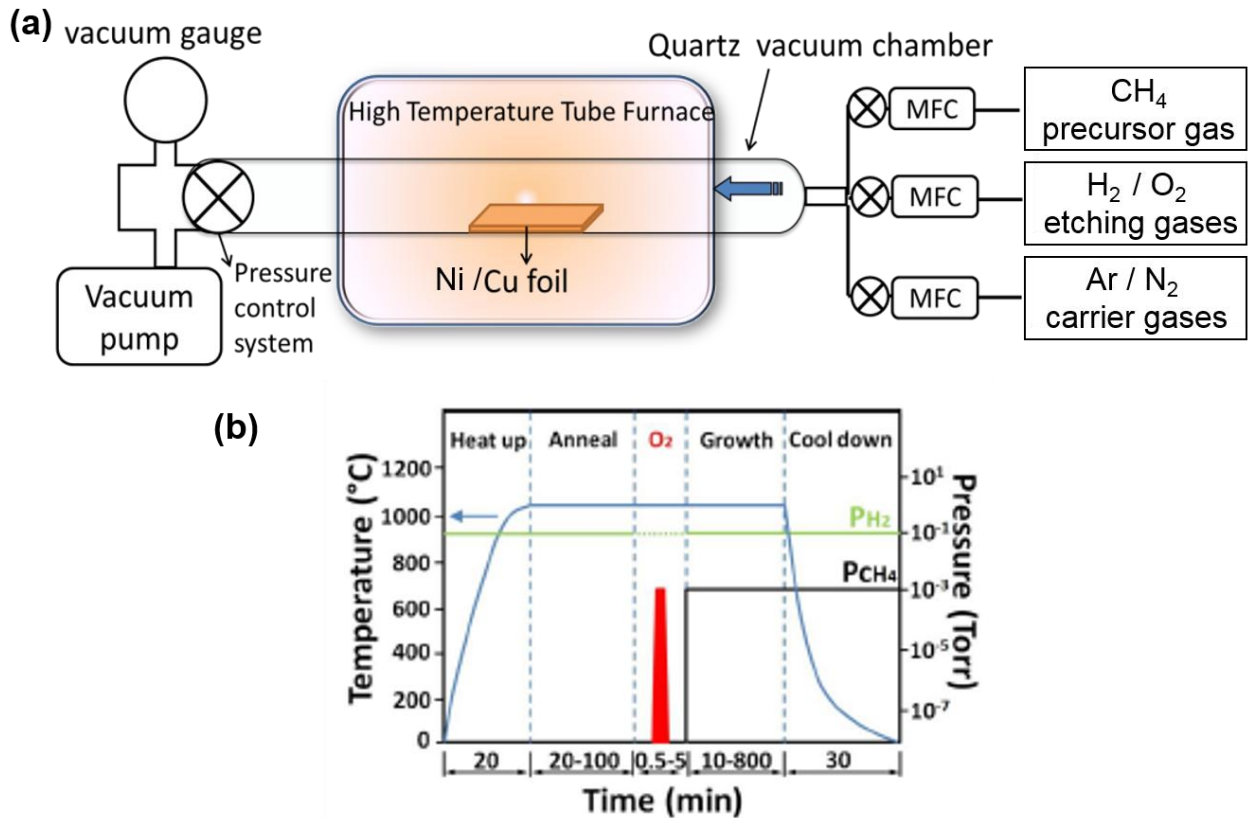 (a)
vacuum gauge
Quartz vacuum chamber
High Temperature Tube Furnace
MFC
CH₄
precursor gas
MFC
H₂ / O₂
etching gases
MFC
Ar / N₂
carrier gases
Ni /Cu foil
Pressure
control
system
Vacuum
pump
(b)
Heat up
Anneal
O₂
Growth
Cool down
Temperature (°C)
1200
1000
800
600
400
200
0
PH₂
PCH₄
10¹
10⁻¹
10⁻³
10⁻⁵
10⁻⁷
Pressure (Torr)
20
20-100
0.5-5
10-800
30
Time (min)